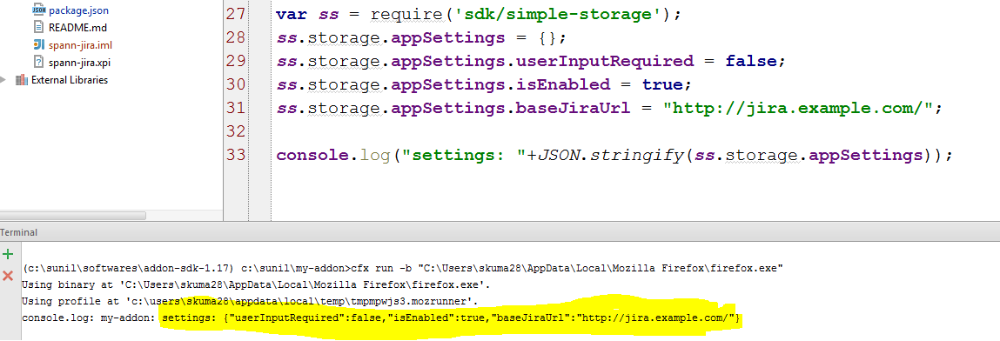 package.json
README.md
spann-jira.iml
spann-jira.xpi
External Libraries
27 var ss = require('sdk/simple-storage');
28 ss.storage.appSettings = {};
29 ss.storage.appSettings.userInputRequired = false;
30 ss.storage.appSettings.isEnabled = true;
31 ss.storage.appSettings.baseJiraUrl = "http://jira.example.com/";
32
33 console.log("settings: "+JSON.stringify(ss.storage.appSettings));
Terminal
(c:\sunil\softwares\addon-sdk-1.17) c:\sunil\my-addon>cfx run -b "C:\Users\skuma28\AppData\Local\Mozilla Firefox\firefox.exe"
Using binary at 'C:\Users\skuma28\AppData\Local\Mozilla Firefox\firefox.exe'.
Using profile at 'c:\users\skuma28\appdata\local\temp\tmpmpwjs3.mozrunner'.
console.log: my-addon: settings: {"userInputRequired":false,"isEnabled":true,"baseJiraUrl":"http://jira.example.com/"}